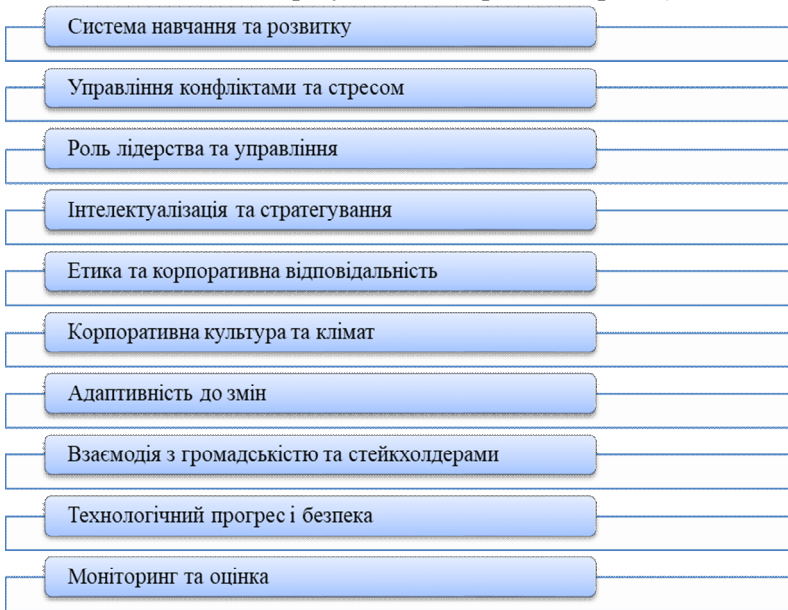 Система навчання та розвитку
Управління конфліктами та стресом
Роль лідерства та управління
Інтелектуалізація та стратегування
Етика та корпоративна відповідальність
Корпоративна культура та клімат
Адаптивність до змін
Взаємодія з громадськістю та стейкхолдерами
Технологічний прогрес і безпека
Моніторинг та оцінка